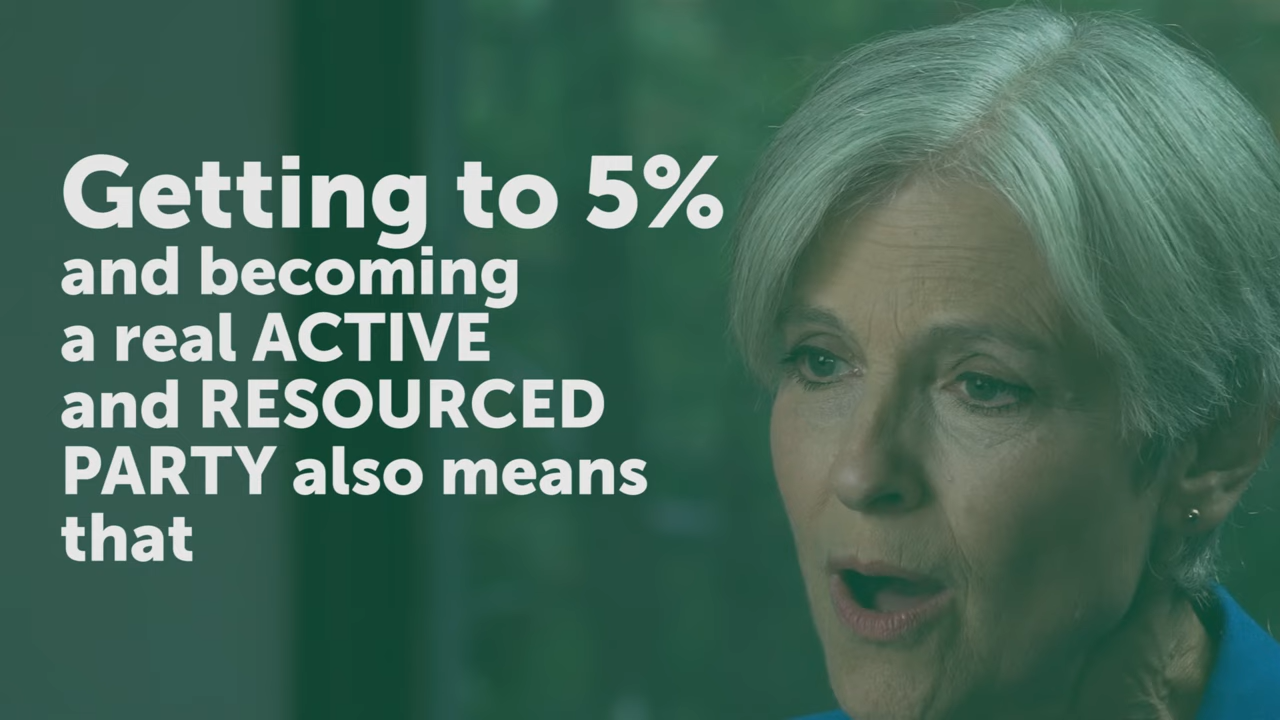 Getting to 5%
and becoming
a real ACTIVE
and RESOURCED
PARTY also means
that